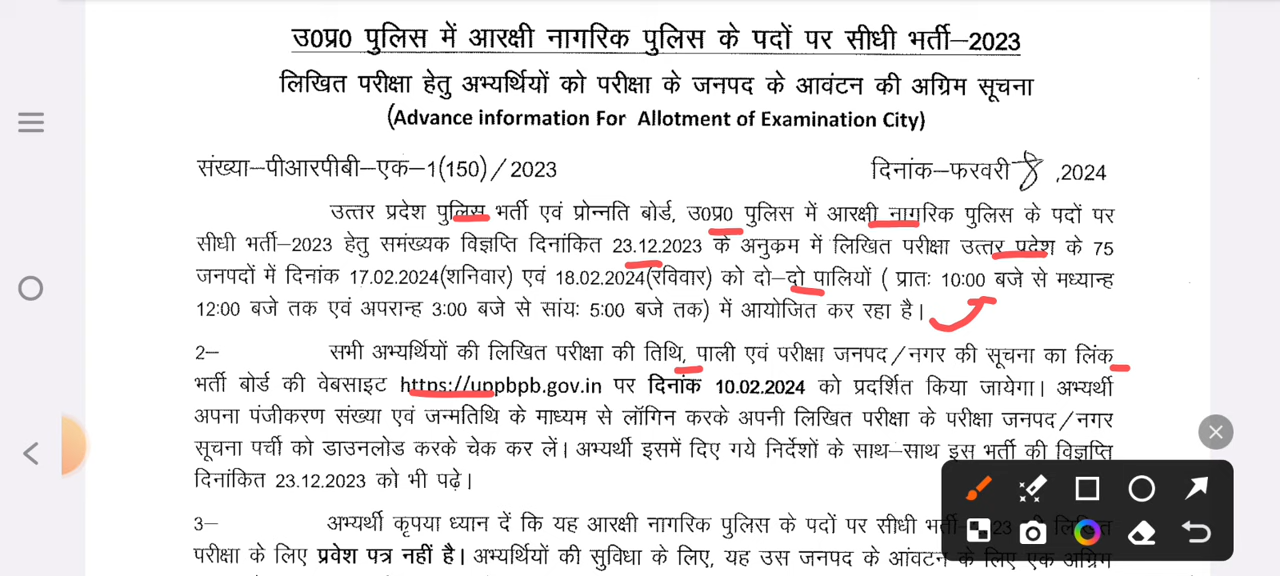 उ0प्र0 पुलिस में आरक्षी नागरिक पुलिस के पदों पर सीधी भर्ती–2023
लिखित परीक्षा हेतु अभ्यर्थियों को परीक्षा के जनपद के आवंटन की अग्रिम सूचना
(Advance information For Allotment of Examination City)
संख्या–पीआरपीबी–एक–1(150)/2023 दिनांक–फरवरी 8 ,2024
उत्तर प्रदेश पुलिस भर्ती एवं प्रोन्नति बोर्ड, उ0प्र0 पुलिस में आरक्षी नागरिक पुलिस के पदों पर
सीधी भर्ती–2023 हेतु समंख्यक विज्ञप्ति दिनांकित 23.12.2023 के अनुक्रम में लिखित परीक्षा उत्तर प्रदेश के 75
जनपदों में दिनांक 17.02.2024(शनिवार) एवं 18.02.2024(रविवार) को दो–दो पालियों ( प्रातः 10:00 बजे से मध्यान्ह
12:00 बजे तक एवं अपरान्ह 3:00 बजे से सांयः 5:00 बजे तक) में आयोजित कर रहा है।
2– सभी अभ्यर्थियों की लिखित परीक्षा की तिथि, पाली एवं परीक्षा जनपद/नगर की सूचना का लिंक
भर्ती बोर्ड की वेबसाइट https://uppbpb.gov.in पर दिनांक 10.02.2024 को प्रदर्शित किया जायेगा। अभ्यर्थी
अपना पंजीकरण संख्या एवं जन्मतिथि के माध्यम से लॉगिन करके अपनी लिखित परीक्षा के परीक्षा जनपद/नगर
सूचना पर्ची को डाउनलोड करके चेक कर लें। अभ्यर्थी इसमें दिए गये निर्देशों के साथ–साथ इस भर्ती की विज्ञप्ति
दिनांकित 23.12.2023 को भी पढ़े।
3– अभ्यर्थी कृपया ध्यान दें कि यह आरक्षी नागरिक पुलिस के पदों पर सीधी भर्ती–2023 की लिखित
परीक्षा के लिए प्रवेश पत्र नहीं है। अभ्यर्थियों की सुविधा के लिए, यह उस जनपद के आंवटन के लिए एक अग्रिम